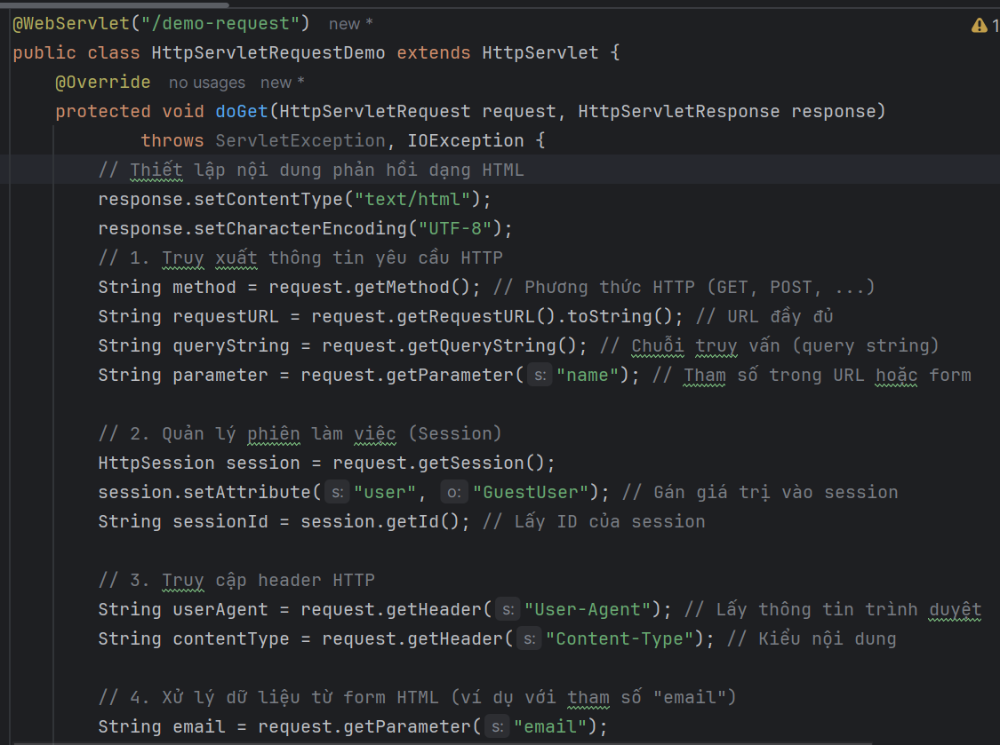 @WebServlet("/demo-request")  new *
1
public class HttpServletRequestDemo extends HttpServlet {
@Override  no usages  new *
protected void doGet(HttpServletRequest request, HttpServletResponse response)
throws ServletException, IOException {
// Thiết lập nội dung phản hồi dạng HTML
response.setContentType("text/html");
response.setCharacterEncoding("UTF-8");
// 1. Truy xuất thông tin yêu cầu HTTP
String method = request.getMethod(); // Phương thức HTTP (GET, POST, ...)
String requestURL = request.getRequestURL().toString(); // URL đầy đủ
String queryString = request.getQueryString(); // Chuỗi truy vấn (query string)
String parameter = request.getParameter( s: "name"); // Tham số trong URL hoặc form
// 2. Quản lý phiên làm việc (Session)
HttpSession session = request.getSession();
session.setAttribute( s: "user", o: "GuestUser"); // Gán giá trị vào session
String sessionId = session.getId(); // Lấy ID của session
// 3. Truy cập header HTTP
String userAgent = request.getHeader( s: "User-Agent"); // Lấy thông tin trình duyệt
String contentType = request.getHeader( s: "Content-Type"); // Kiểu nội dung
// 4. Xử lý dữ liệu từ form HTML (ví dụ với tham số "email")
String email = request.getParameter( s: "email");